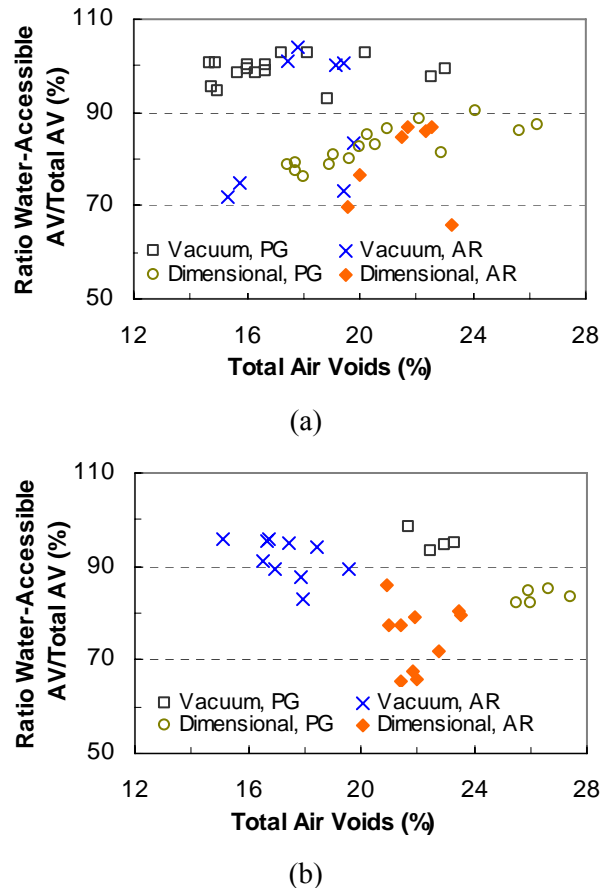 Ratio Water-Accessible
AV/Total AV (%)
110
90
70
50
Vacuum, PG
Vacuum, AR
Dimensional, PG
Dimensional, AR
12
16
20
24
28
Total Air Voids (%)
(a)
Ratio Water-Accessible
AV/Total AV (%)
110
90
70
50
Vacuum, PG
Vacuum, AR
Dimensional, PG
Dimensional, AR
12
16
20
24
28
Total Air Voids (%)
(b)